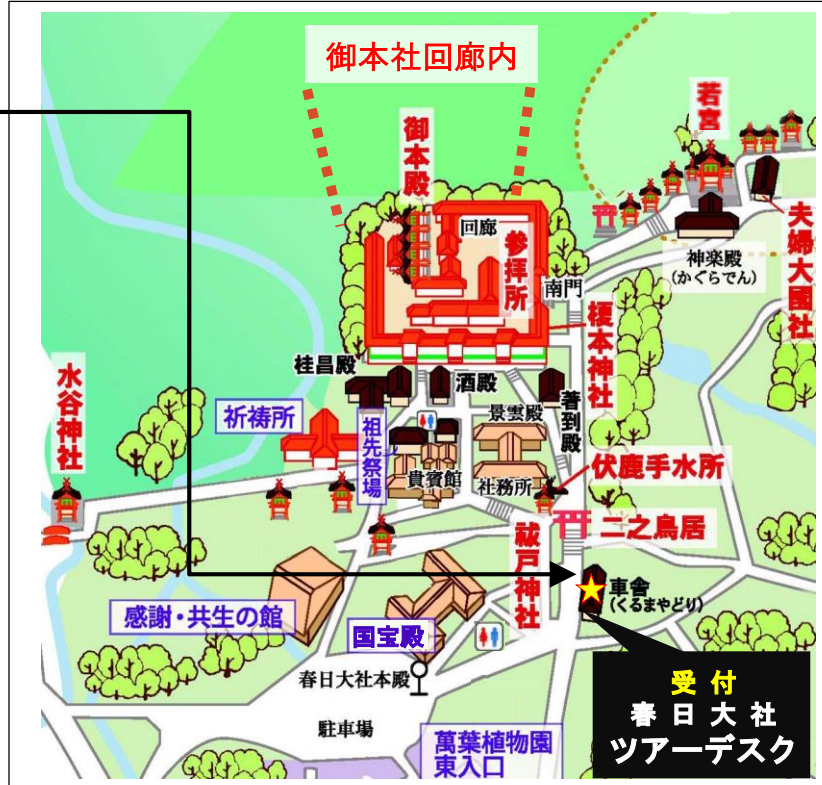 御本社回廊内
若宮
御本殿
回廊
参拝所
夫婦大國社
神楽殿
(かぐらでん)
南門
榎本神社
桂昌殿
酒殿
水谷神社
祈祷所
祖先祭場
景雲殿
著到殿
貴賓館
社務所
伏鹿手水所
祓戸神社
二之鳥居
車舎
(くるまやどり)
感謝・共生の館
国宝殿
春日大社本殿
駐車場
萬葉植物園
東入口
受付
春日大社
ツアーデスク